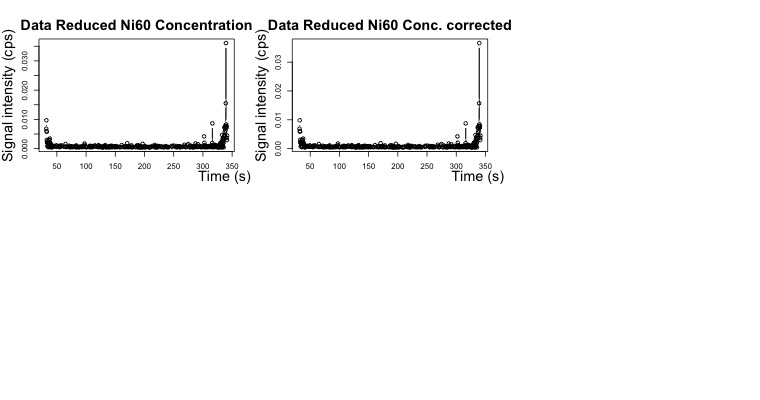 Data Reduced Ni60 Concentration
Signal intensity (cps)
0.000 0.010 0.020 0.030
50 100 150 200 250 300 350
Time (s)
Data Reduced Ni60 Conc. corrected
Signal intensity (cps)
0.00 0.01 0.02 0.03
50 100 150 200 250 300 350
Time (s)